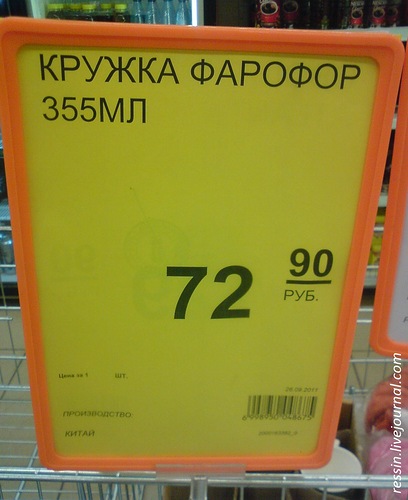 КРУЖКА ФАРОФОР
355МЛ
72 90
РУБ.
Цена за 1 ШТ.
ПРОИЗВОДСТВО:
КИТАЙ
ressin.livejournal.com